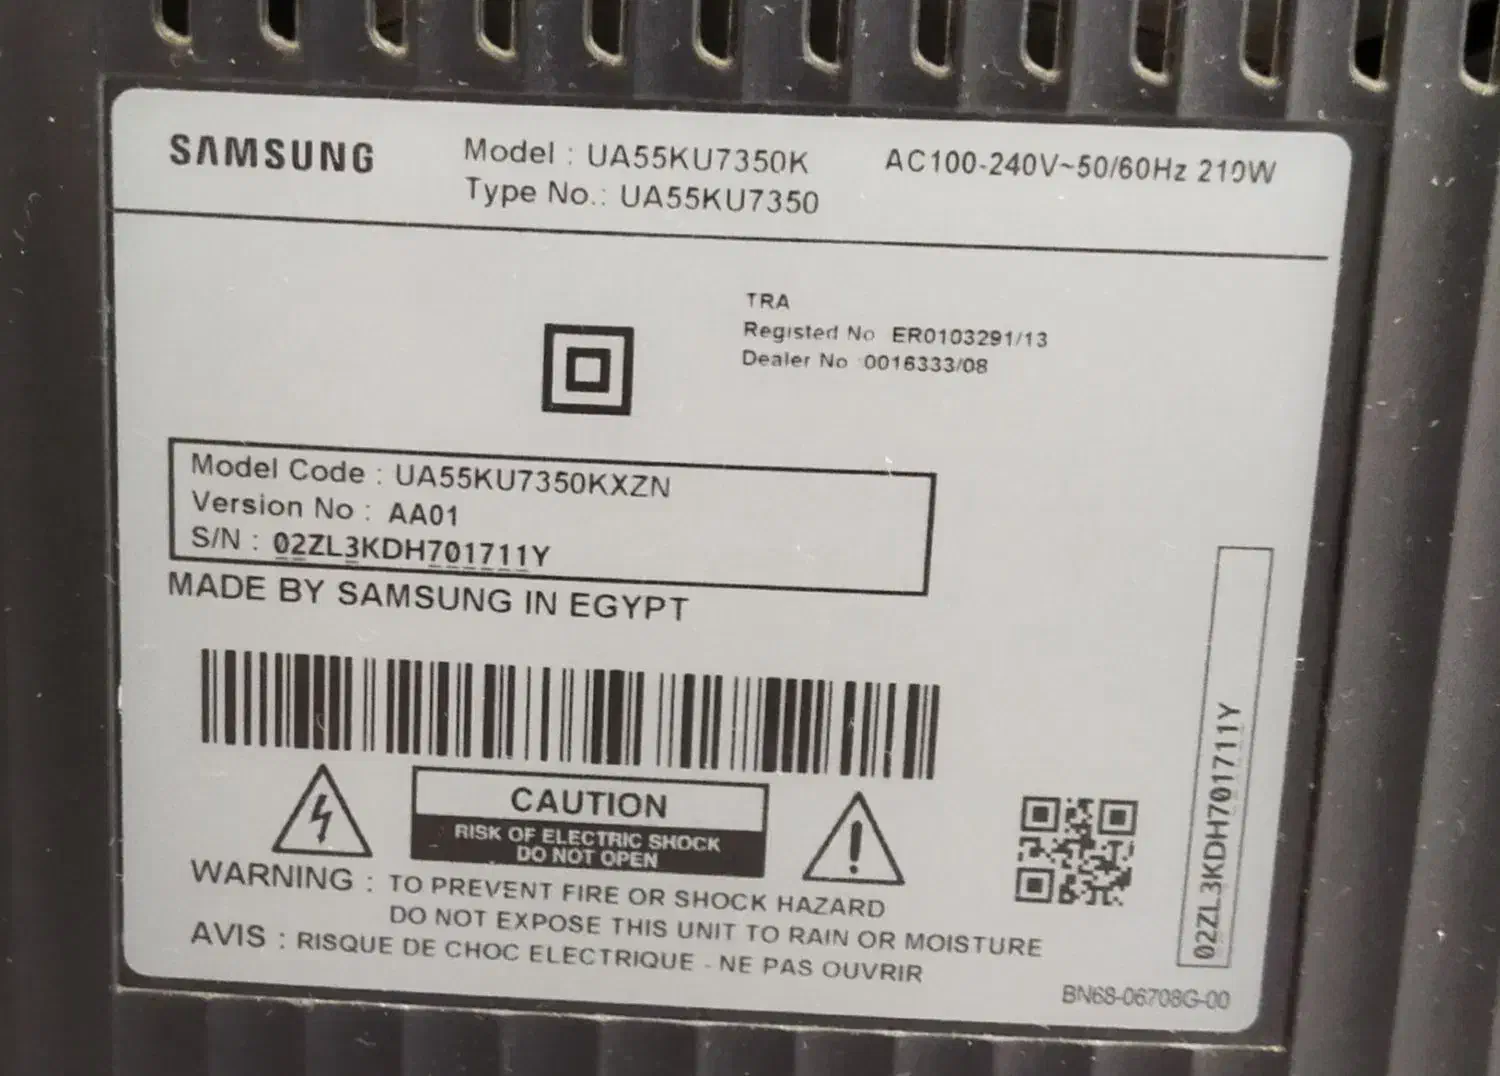 SAMSUNG
Model : UA55KU7350K
Type No.: UA55KU7350
AC100-240V~50/60Hz 210W
TRA
Registed No ER0103291/13
Dealer No :0016333/08
Model Code : UA55KU7350KXZN
Version No : AA01
S/N : 02ZL3KDH701711Y
MADE BY SAMSUNG IN EGYPT
CAUTION
RISK OF ELECTRIC SHOCK
DO NOT OPEN
WARNING : TO PREVENT FIRE OR SHOCK HAZARD
DO NOT EXPOSE THIS UNIT TO RAIN OR MOISTURE
AVIS : RISQUE DE CHOC ELECTRIQUE - NE PAS OUVRIR
02ZL3KDH701711Y
BN68-06708G-00